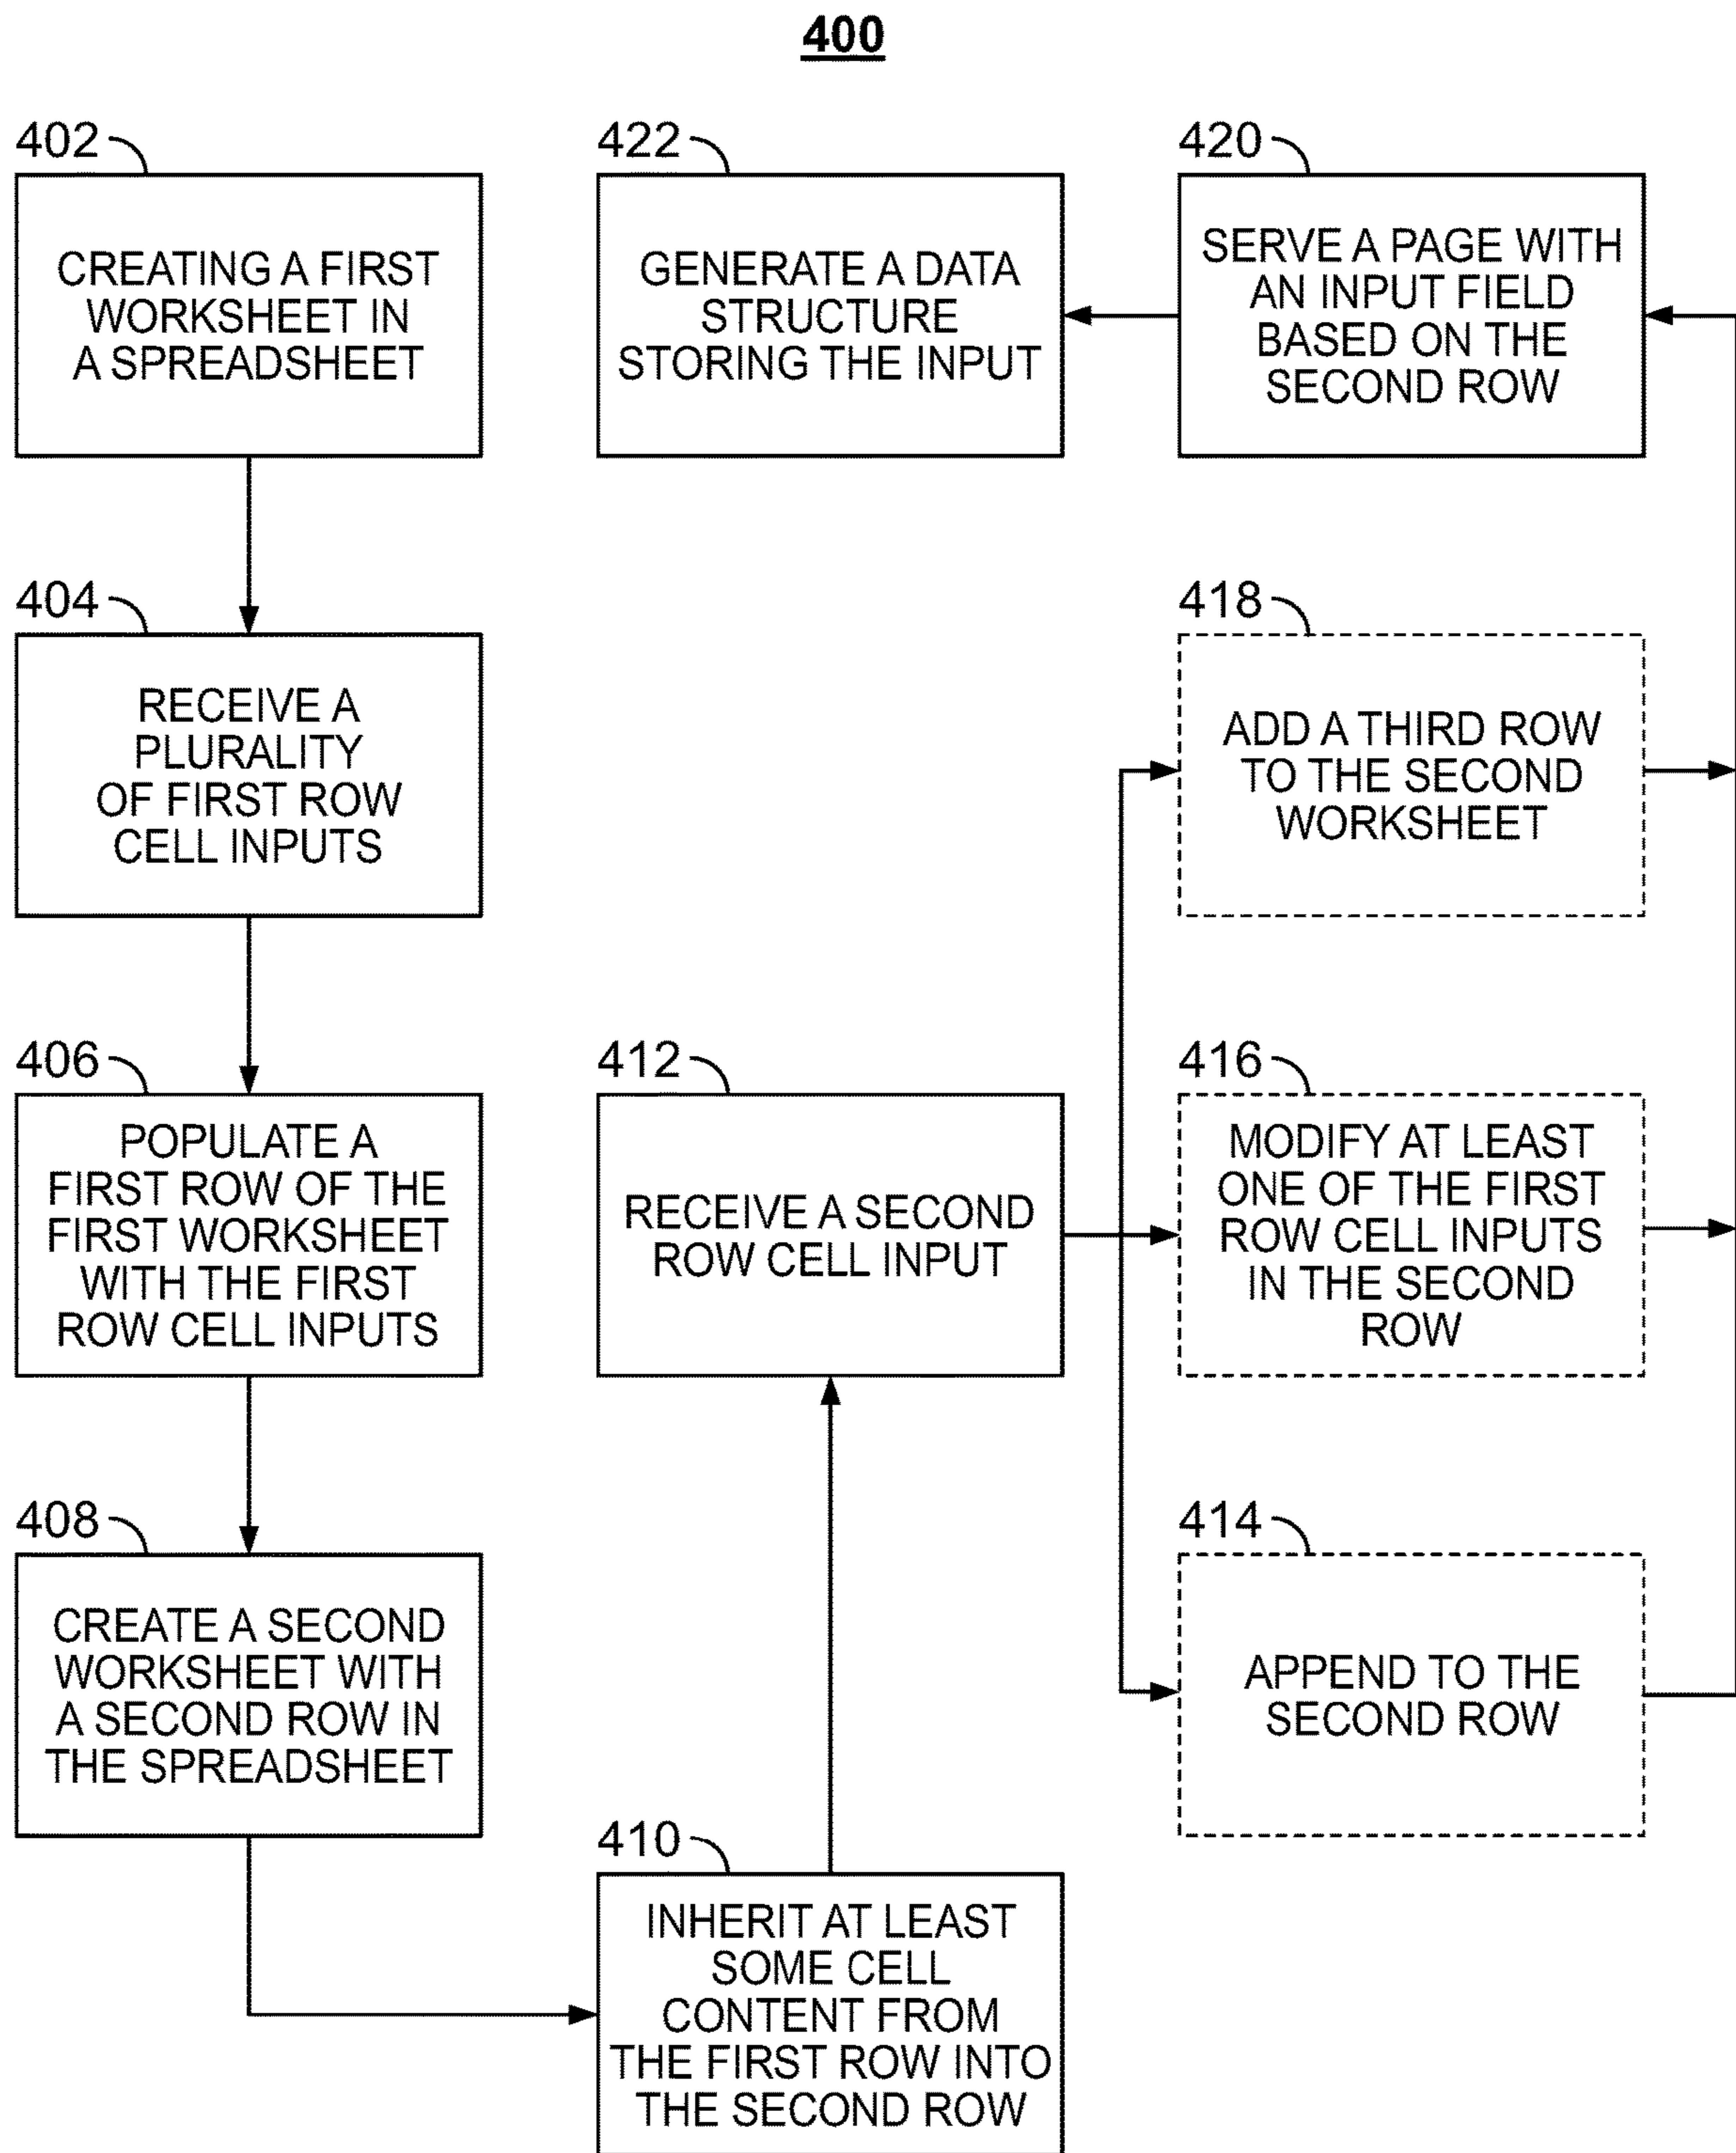 400
402
CREATING A FIRST
WORKSHEET IN
A SPREADSHEET
404
RECEIVE A
PLURALITY
OF FIRST ROW
CELL INPUTS
406
POPULATE A
FIRST ROW OF THE
FIRST WORKSHEET
WITH THE FIRST
ROW CELL INPUTS
408
CREATE A SECOND
WORKSHEET WITH
A SECOND ROW IN
THE SPREADSHEET
410
INHERIT AT LEAST
SOME CELL
CONTENT FROM
THE FIRST ROW INTO
THE SECOND ROW
412
RECEIVE A SECOND
ROW CELL INPUT
414
APPEND TO THE
SECOND ROW
416
MODIFY AT LEAST
ONE OF THE FIRST
ROW CELL INPUTS
IN THE SECOND
ROW
418
ADD A THIRD ROW
TO THE SECOND
WORKSHEET
420
SERVE A PAGE WITH
AN INPUT FIELD
BASED ON THE
SECOND ROW
422
GENERATE A DATA
STRUCTURE
STORING THE INPUT